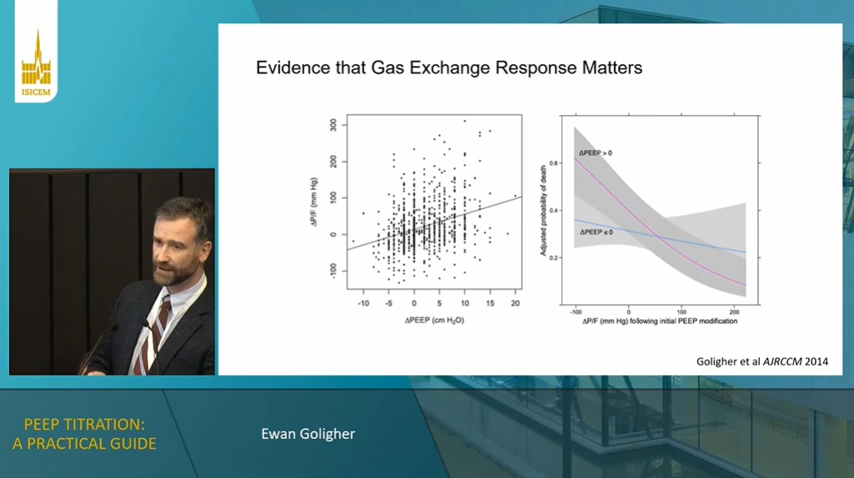 ISICEM
Evidence that Gas Exchange Response Matters
300
200
100
0
-100
ΔP/F (mm Hg)
-10 -5 0 5 10 15 20
ΔPEEP (cm H₂O)
0.6
0.4
0.2
Adjusted probability of death
ΔPEEP > 0
ΔPEEP ≤ 0
-100 0 100 200
ΔP/F (mm Hg) following initial PEEP modification
Goligher et al AJRCCM 2014
PEEP TITRATION:
A PRACTICAL GUIDE
Ewan Goligher